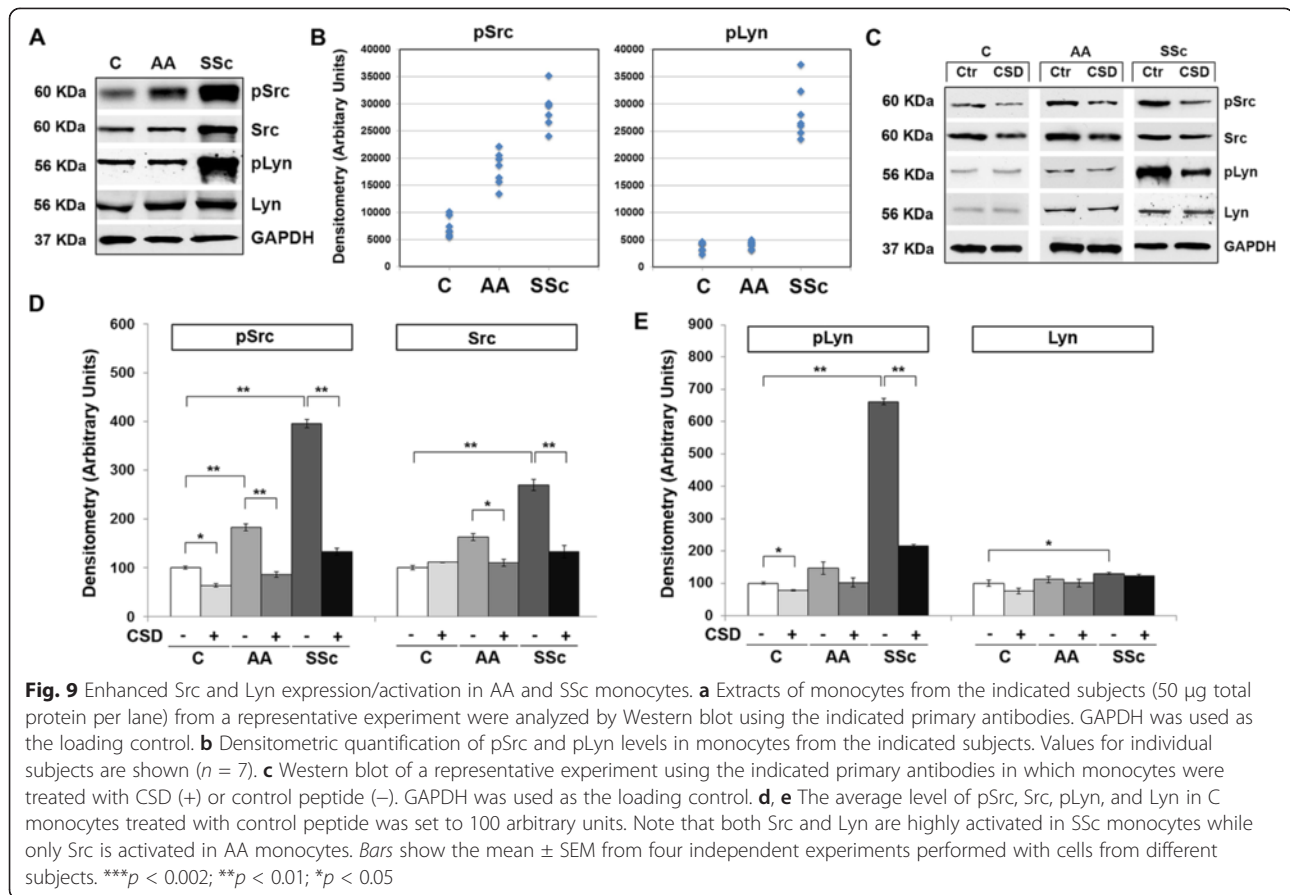 A
C AA SSc
60 KDa pSrc
60 KDa Src
56 KDa pLyn
56 KDa Lyn
37 KDa GAPDH
B
pSrc pLyn
Densitometry (Arbitary Units)
40000 40000
35000 35000
30000 30000
25000 25000
20000 20000
15000 15000
10000 10000
5000 5000
0 0
C AA SSc C AA SSc
C
C AA SSc
Ctr CSD Ctr CSD Ctr CSD
60 KDa pSrc
60 KDa Src
56 KDa pLyn
56 KDa Lyn
37 KDa GAPDH
D
pSrc Src
Densitometry (Arbitrary Units)
600
500
400
300
200
100
0
** **
** **
*
** **
*
CSD - + - + - + - + - + - +
C AA SSc C AA SSc
E
pLyn Lyn
Densitometry (Arbitrary Units)
900
800
700
600
500
400
300
200
100
0
** **
* *
CSD - + - + - + - + - + - +
C AA SSc C AA SSc
Fig. 9 Enhanced Src and Lyn expression/activation in AA and SSc monocytes. a Extracts of monocytes from the indicated subjects (50 μg total
protein per lane) from a representative experiment were analyzed by Western blot using the indicated primary antibodies. GAPDH was used as
the loading control. b Densitometric quantification of pSrc and pLyn levels in monocytes from the indicated subjects. Values for individual
subjects are shown (n = 7). c Western blot of a representative experiment using the indicated primary antibodies in which monocytes were
treated with CSD (+) or control peptide (−). GAPDH was used as the loading control. d, e The average level of pSrc, Src, pLyn, and Lyn in C
monocytes treated with control peptide was set to 100 arbitrary units. Note that both Src and Lyn are highly activated in SSc monocytes while
only Src is activated in AA monocytes. Bars show the mean ± SEM from four independent experiments performed with cells from different
subjects. ***p < 0.002; **p < 0.01; *p < 0.05